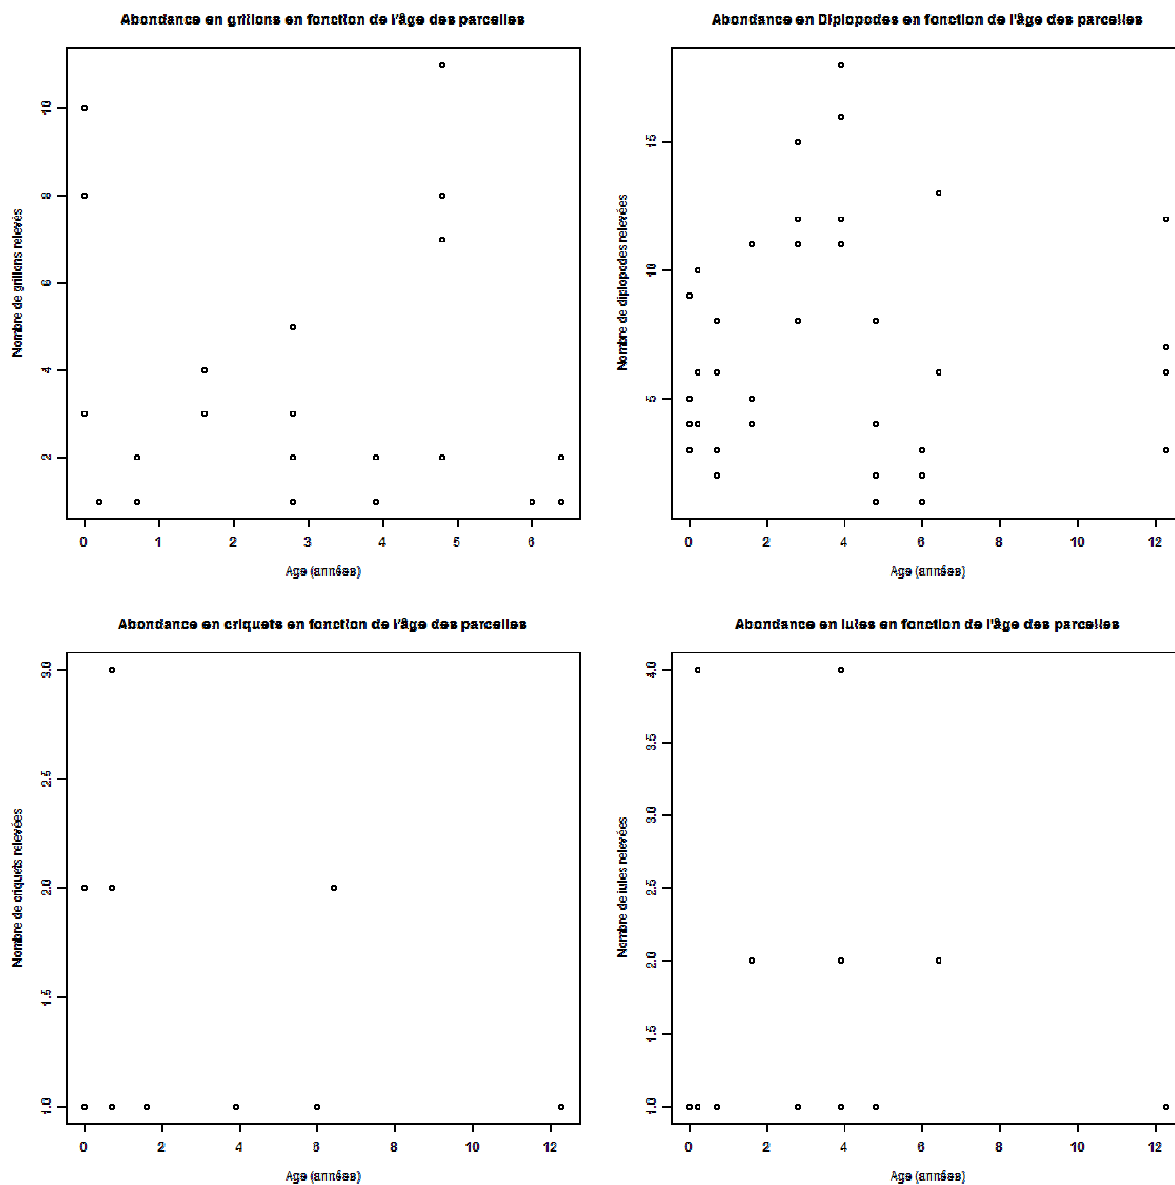 Abondance en grillons en fonction de l'âge des parcelles
Nombre de grillons relevés
10
8
6
4
2
0 1 2 3 4 5 6
Age (années)
Abondance en Diplopodes en fonction de l'âge des parcelles
Nombre de diplopodes relevées
15
10
5
0 2 4 6 8 10 12
Age (années)
Abondance en criquets en fonction de l'âge des parcelles
Nombre de criquets relevées
3.0
2.5
2.0
1.5
1.0
0 2 4 6 8 10 12
Age (années)
Abondance en iules en fonction de l'âge des parcelles
Nombre de iules relevées
4.0
3.5
3.0
2.5
2.0
1.5
1.0
0 2 4 6 8 10 12
Age (années)